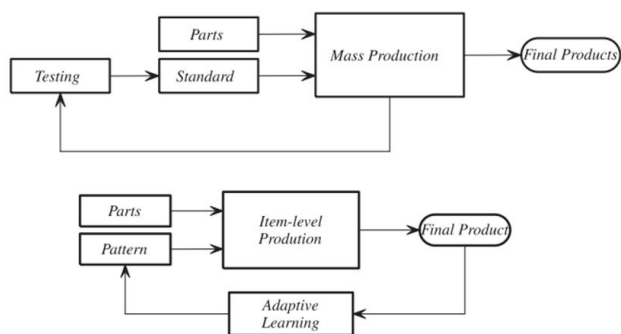 Parts
Mass Production
Final Products
Testing
Standard
Parts
Item-level
Prodution
Final Product
Pattern
Adaptive
Learning